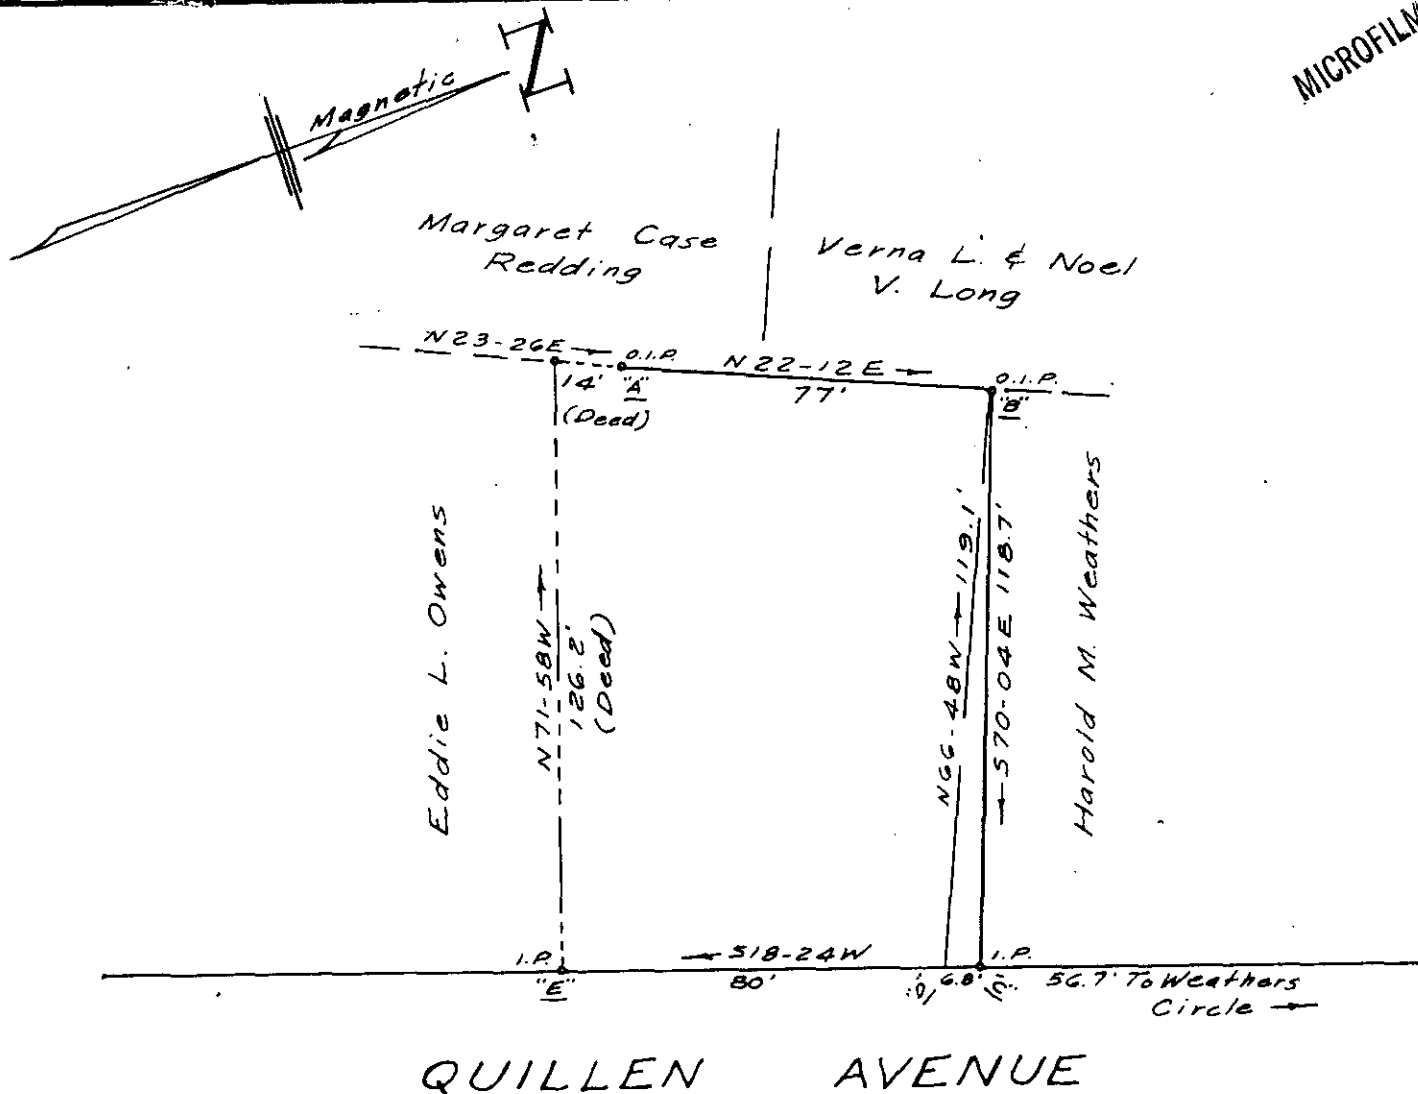 MICROFILM
Magnetic
N
Margaret Case
Redding
Verna L. & Noel
V. Long
N23-26E
O.I.P.
N22-12E
O.I.P.
14'
"A"
77'
"B"
(Deed)
Eddie L. Owens
N71-58W
126.2'
(Deed)
N66-48W 119.1'
S70-04E 118.7'
Harold M. Weathers
I.P.
S18-24W
I.P.
"E"
80'
"D"
6.8'
"C"
56.7' To Weathers
Circle
QUILLEN AVENUE